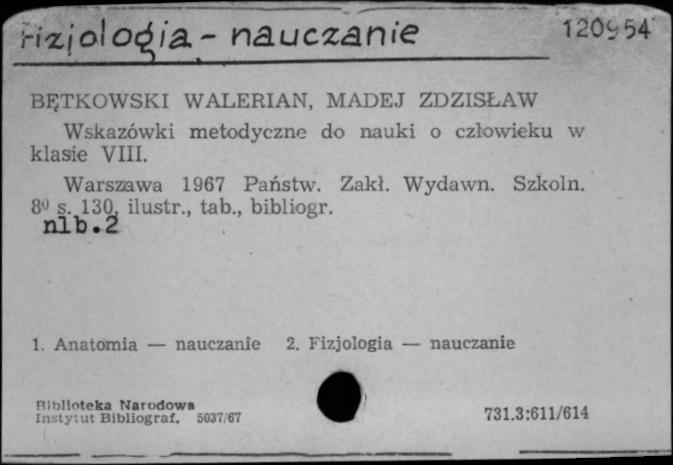 Fizjologia - nauczanie 120954
BĘTKOWSKI WALERIAN, MADEJ ZDZISŁAW
Wskazówki metodyczne do nauki o człowieku w
klasie VIII.
Warszawa 1967 Państw. Zakł. Wydawn. Szkoln.
8⁰ s. 130, ilustr., tab., bibliogr.
nlb.2
1. Anatomia — nauczanie 2. Fizjologia — nauczanie
Biblioteka Narodowa
Instytut Bibliograf. 5037/67 731.3:611/614